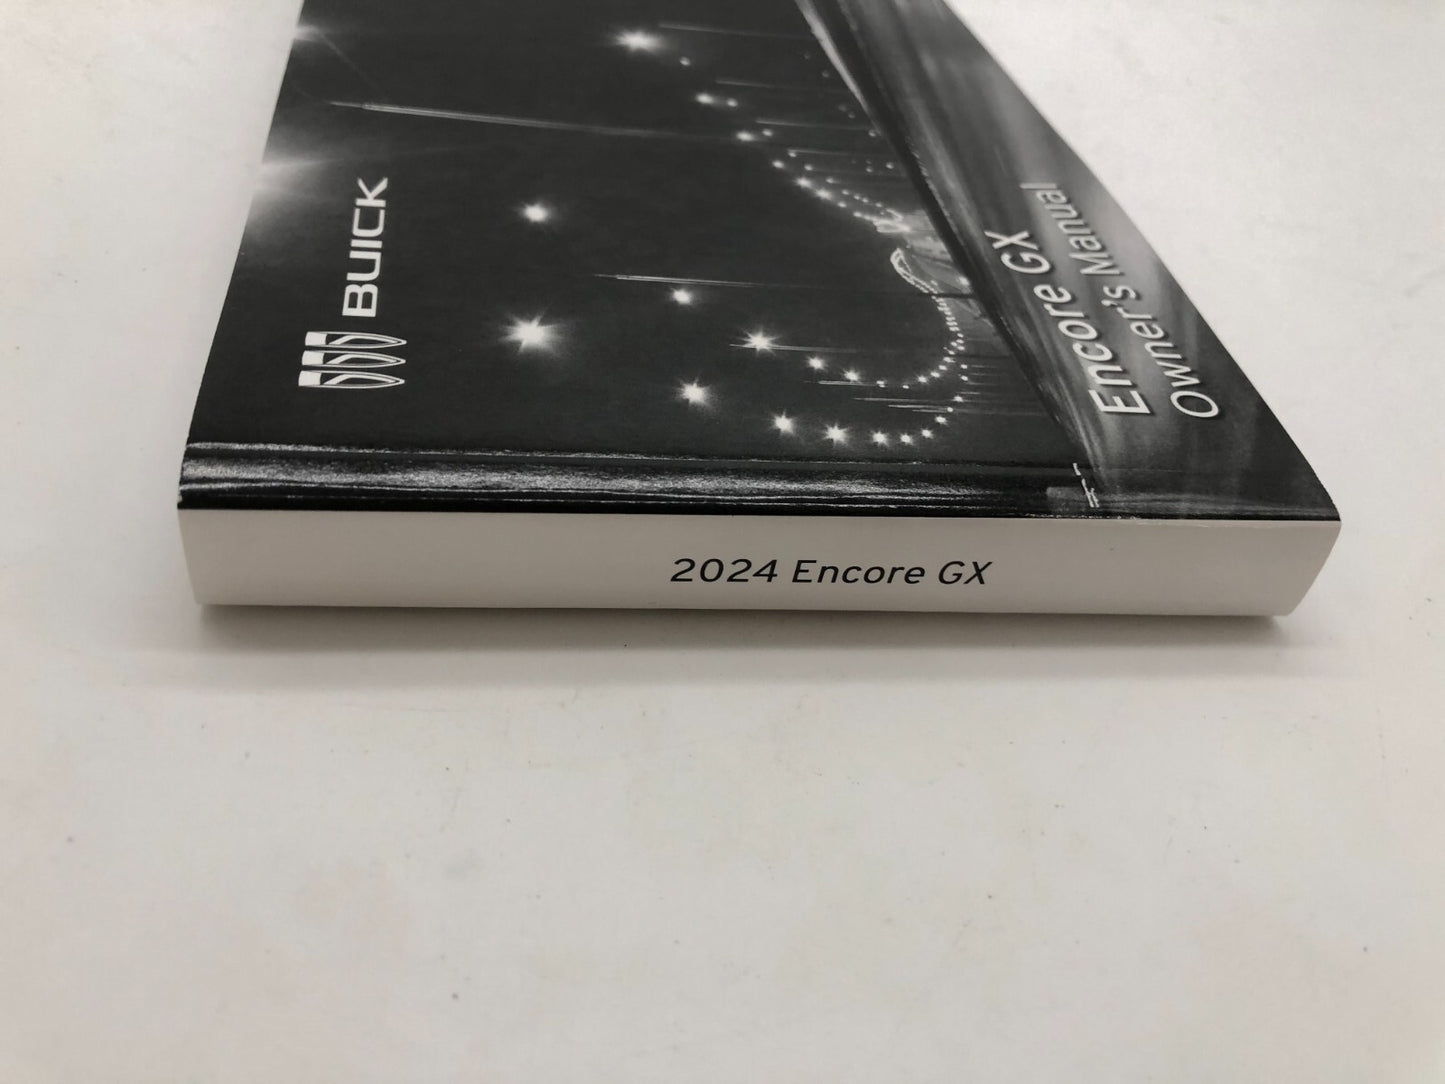 BUICK
Encore GX
Owner's Manual
2024 Encore GX